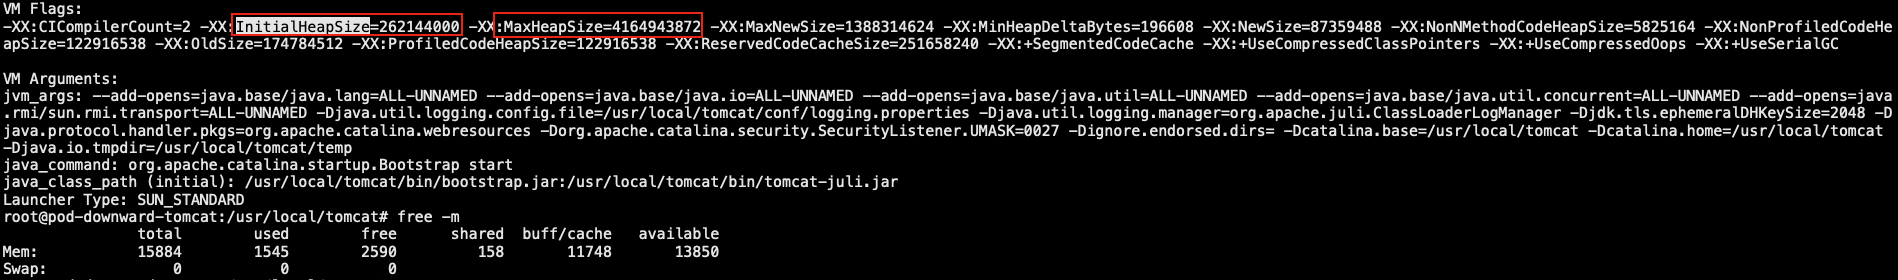 VM Flags:
-XX:CICompilerCount=2 -XX:InitialHeapSize=262144000 -XX:MaxHeapSize=4164943872 -XX:MaxNewSize=1388314624 -XX:MinHeapDeltaBytes=196608 -XX:NewSize=87359488 -XX:NonNMethodCodeHeapSize=5825164 -XX:NonProfiledCodeHe
apSize=122916538 -XX:OldSize=174784512 -XX:ProfiledCodeHeapSize=122916538 -XX:ReservedCodeCacheSize=251658240 -XX:+SegmentedCodeCache -XX:+UseCompressedClassPointers -XX:+UseCompressedOops -XX:+UseSerialGC
VM Arguments:
jvm_args: --add-opens=java.base/java.lang=ALL-UNNAMED --add-opens=java.base/java.io=ALL-UNNAMED --add-opens=java.base/java.util=ALL-UNNAMED --add-opens=java.base/java.util.concurrent=ALL-UNNAMED --add-opens=java
.rmi/sun.rmi.transport=ALL-UNNAMED -Djava.util.logging.config.file=/usr/local/tomcat/conf/logging.properties -Djava.util.logging.manager=org.apache.juli.ClassLoaderLogManager -Djdk.tls.ephemeralDHKeySize=2048 -D
java.protocol.handler.pkgs=org.apache.catalina.webresources -Dorg.apache.catalina.security.SecurityListener.UMASK=0027 -Dignore.endorsed.dirs= -Dcatalina.base=/usr/local/tomcat -Dcatalina.home=/usr/local/tomcat
-Djava.io.tmpdir=/usr/local/tomcat/temp
java_command: org.apache.catalina.startup.Bootstrap start
java_class_path (initial): /usr/local/tomcat/bin/bootstrap.jar:/usr/local/tomcat/bin/tomcat-juli.jar
Launcher Type: SUN_STANDARD
root@pod-downward-tomcat:/usr/local/tomcat# free -m
total used free shared buff/cache available
Mem: 15884 1545 2590 158 11748 13850
Swap: 0 0 0